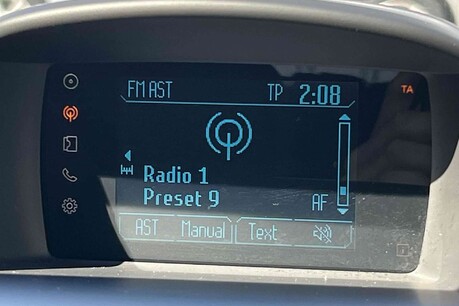 FM AST TP 2:08 TA
Radio 1
Preset 9 AF
AST Manual Text